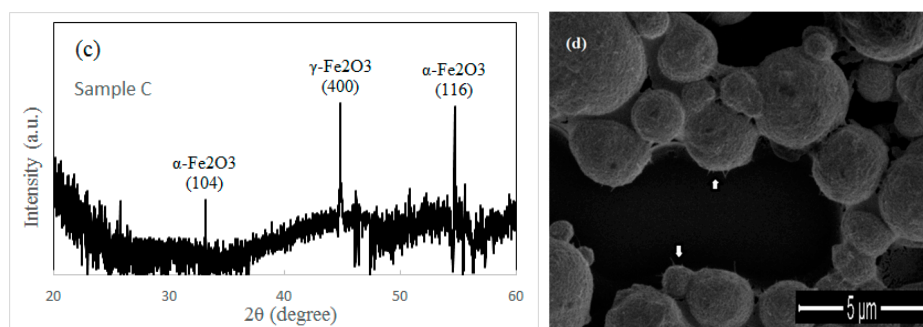 (c)
Sample C
γ-Fe2O3
(400)
α-Fe2O3
(116)
α-Fe2O3
(104)
Intensity (a.u.)
20 30 40 50 60
2θ (degree)
(d)
5 µm